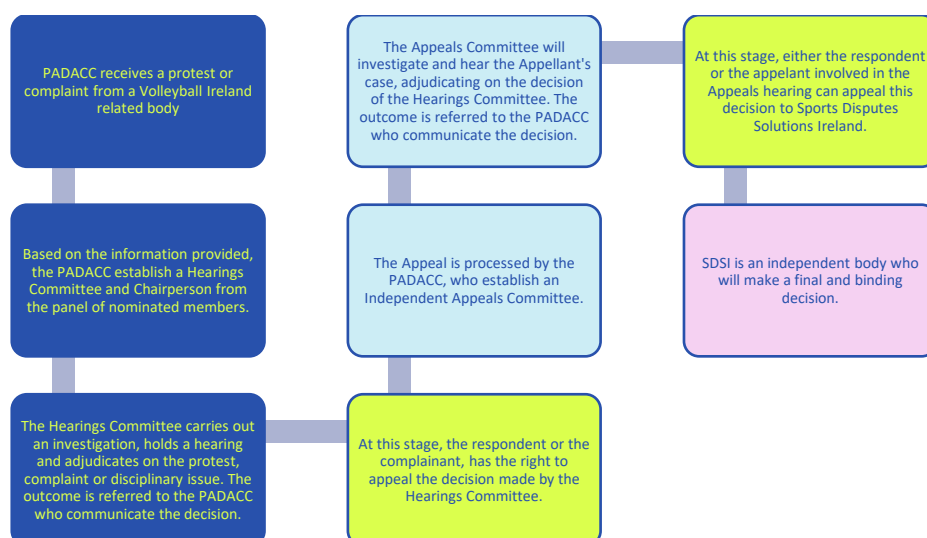 PADACC receives a protest or
complaint from a Volleyball Ireland
related body
Based on the information provided,
the PADACC establish a Hearings
Committee and Chairperson from
the panel of nominated members.
The Hearings Committee carries out
an investigation, holds a hearing
and adjudicates on the protest,
complaint or disciplinary issue. The
outcome is referred to the PADACC
who communicate the decision.
At this stage, the respondent or the
complainant, has the right to
appeal the decision made by the
Hearings Committee.
The Appeal is processed by the
PADACC, who establish an
Independent Appeals Committee.
The Appeals Committee will
investigate and hear the Appellant's
case, adjudicating on the decision
of the Hearings Committee. The
outcome is referred to the PADACC
who communicate the decision.
At this stage, either the respondent
or the appelant involved in the
Appeals hearing can appeal this
decision to Sports Disputes
Solutions Ireland.
SDSI is an independent body who
will make a final and binding
decision.